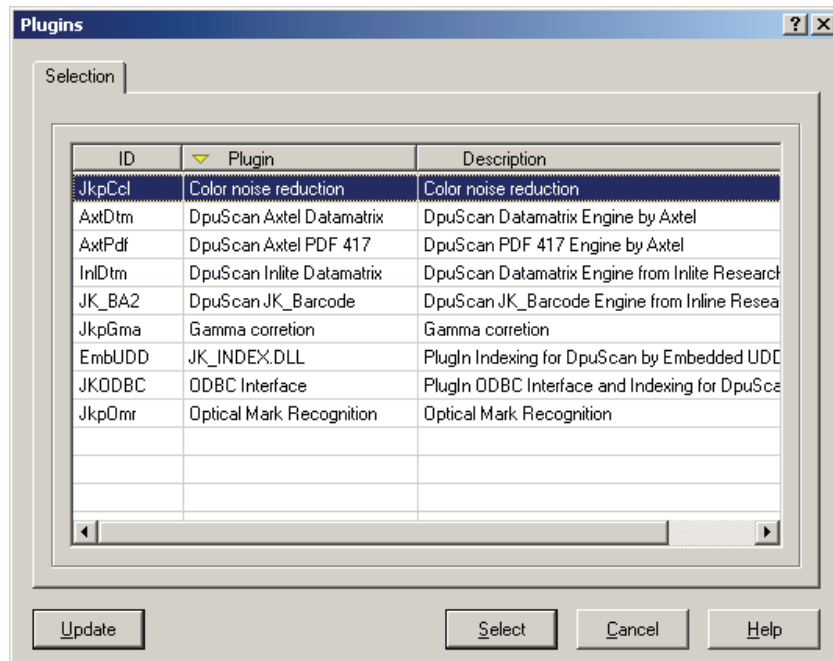 Plugins
Selection
ID Plugin Description
JkpCcl Color noise reduction Color noise reduction
AxtDtm DpuScan Axtel Datamatrix DpuScan Datamatrix Engine by Axtel
AxtPdf DpuScan Axtel PDF 417 DpuScan PDF 417 Engine by Axtel
InlDtm DpuScan Inlite Datamatrix DpuScan Datamatrix Engine from Inlite Research
JK_BA2 DpuScan JK_Barcode DpuScan JK_Barcode Engine from Inline Resea
JkpGma Gamma corretion Gamma corretion
EmbUDD JK_INDEX.DLL PlugIn Indexing for DpuScan by Embedded UDD
JKODBC ODBC Interface PlugIn ODBC Interface and Indexing for DpuSca
JkpOmr Optical Mark Recognition Optical Mark Recognition
Update Select Cancel Help